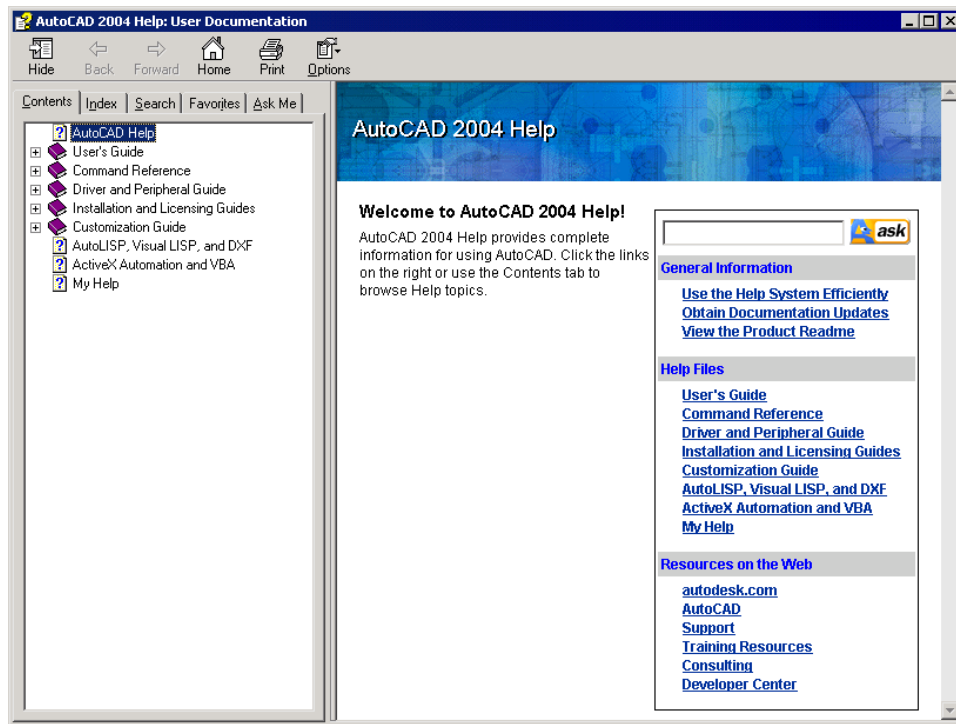 AutoCAD 2004 Help: User Documentation
Hide Back Forward Home Print Options
Contents Index Search Favorites Ask Me
AutoCAD Help
User's Guide
Command Reference
Driver and Peripheral Guide
Installation and Licensing Guides
Customization Guide
AutoLISP, Visual LISP, and DXF
ActiveX Automation and VBA
My Help
AutoCAD 2004 Help
Welcome to AutoCAD 2004 Help!
AutoCAD 2004 Help provides complete
information for using AutoCAD. Click the links
on the right or use the Contents tab to
browse Help topics.
ask
General Information
Use the Help System Efficiently
Obtain Documentation Updates
View the Product Readme
Help Files
User's Guide
Command Reference
Driver and Peripheral Guide
Installation and Licensing Guides
Customization Guide
AutoLISP, Visual LISP, and DXF
ActiveX Automation and VBA
My Help
Resources on the Web
autodesk.com
AutoCAD
Support
Training Resources
Consulting
Developer Center